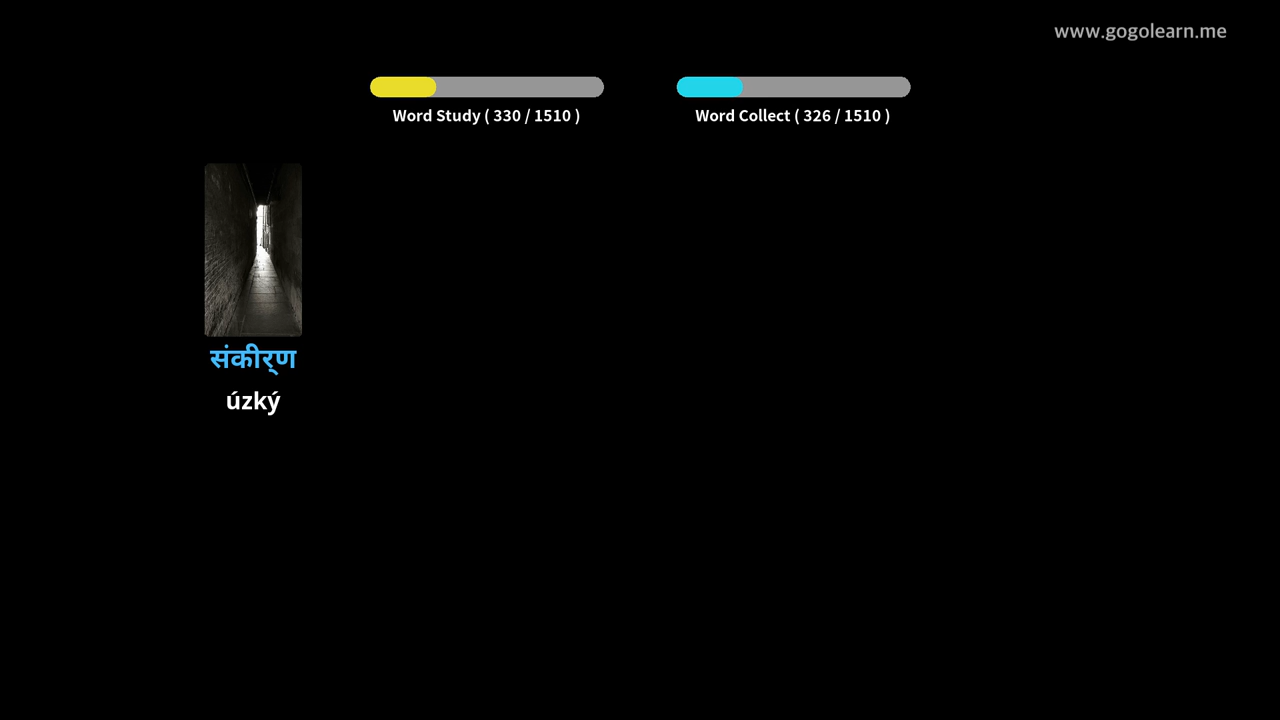 www.gogolearn.me
Word Study ( 330 / 1510 )
Word Collect ( 326 / 1510 )
संकीर्ण
úzký